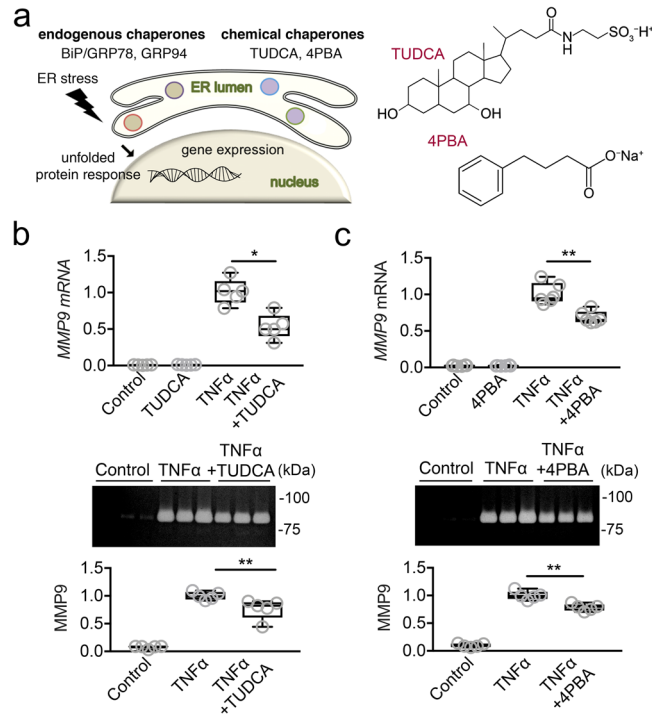 a
endogenous chaperones
BiP/GRP78, GRP94
chemical chaperones
TUDCA, 4PBA
ER stress
ER lumen
unfolded
protein response
gene expression
nucleus
TUDCA
O
N
H
SO₃⁻H⁺
HO
OH
4PBA
O⁻Na⁺
O
b
MMP9 mRNA
1.5
1.0
0.5
0.0
*
Control
TUDCA
TNFα
TNFα
+TUDCA
Control
TNFα
TNFα
+TUDCA
(kDa)
-100
-75
MMP9
1.5
1.0
0.5
0.0
**
Control
TNFα
TNFα
+TUDCA
c
MMP9 mRNA
1.5
1.0
0.5
0.0
**
Control
4PBA
TNFα
TNFα
+4PBA
Control
TNFα
TNFα
+4PBA
(kDa)
-100
-75
MMP9
1.5
1.0
0.5
0.0
**
Control
TNFα
TNFα
+4PBA